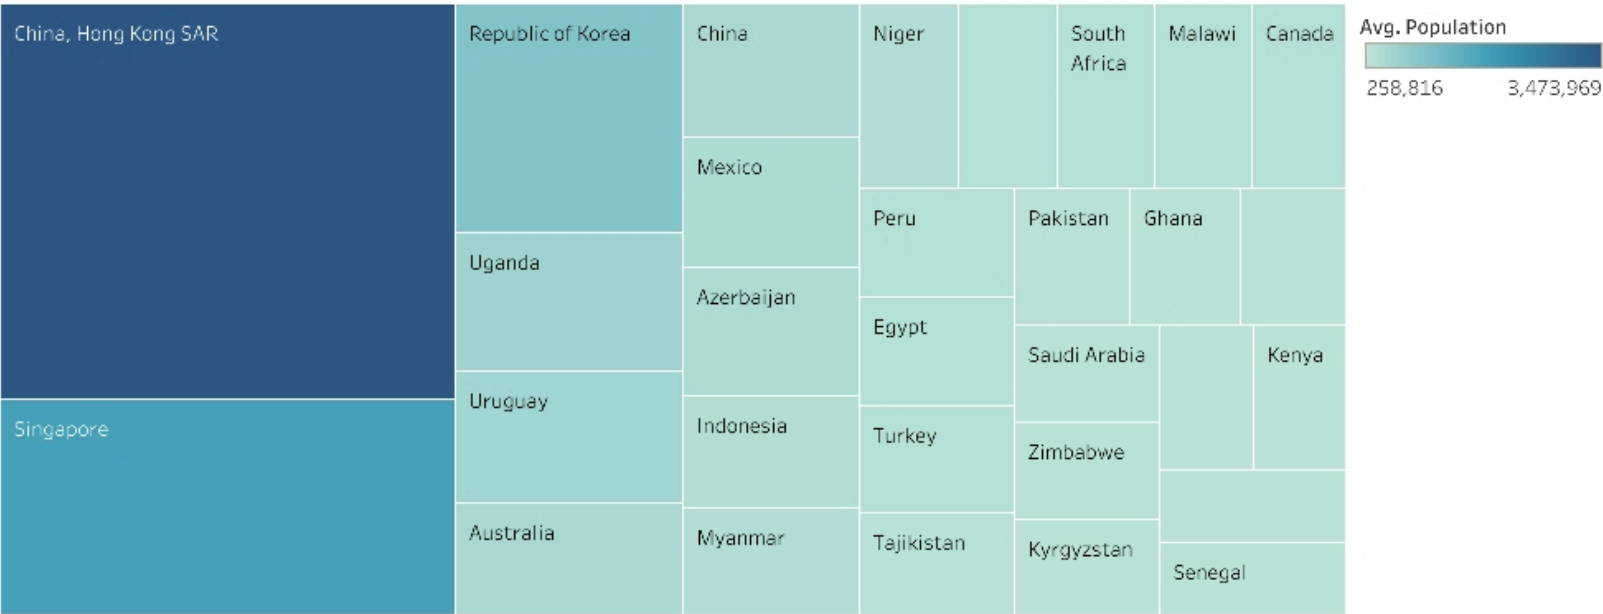 China, Hong Kong SAR
Republic of Korea
China
Niger
South
Africa
Malawi
Canada
Avg. Population
258,816
3,473,969
Mexico
Peru
Pakistan
Ghana
Uganda
Azerbaijan
Egypt
Saudi Arabia
Kenya
Uruguay
Singapore
Indonesia
Turkey
Zimbabwe
Australia
Myanmar
Tajikistan
Kyrgyzstan
Senegal